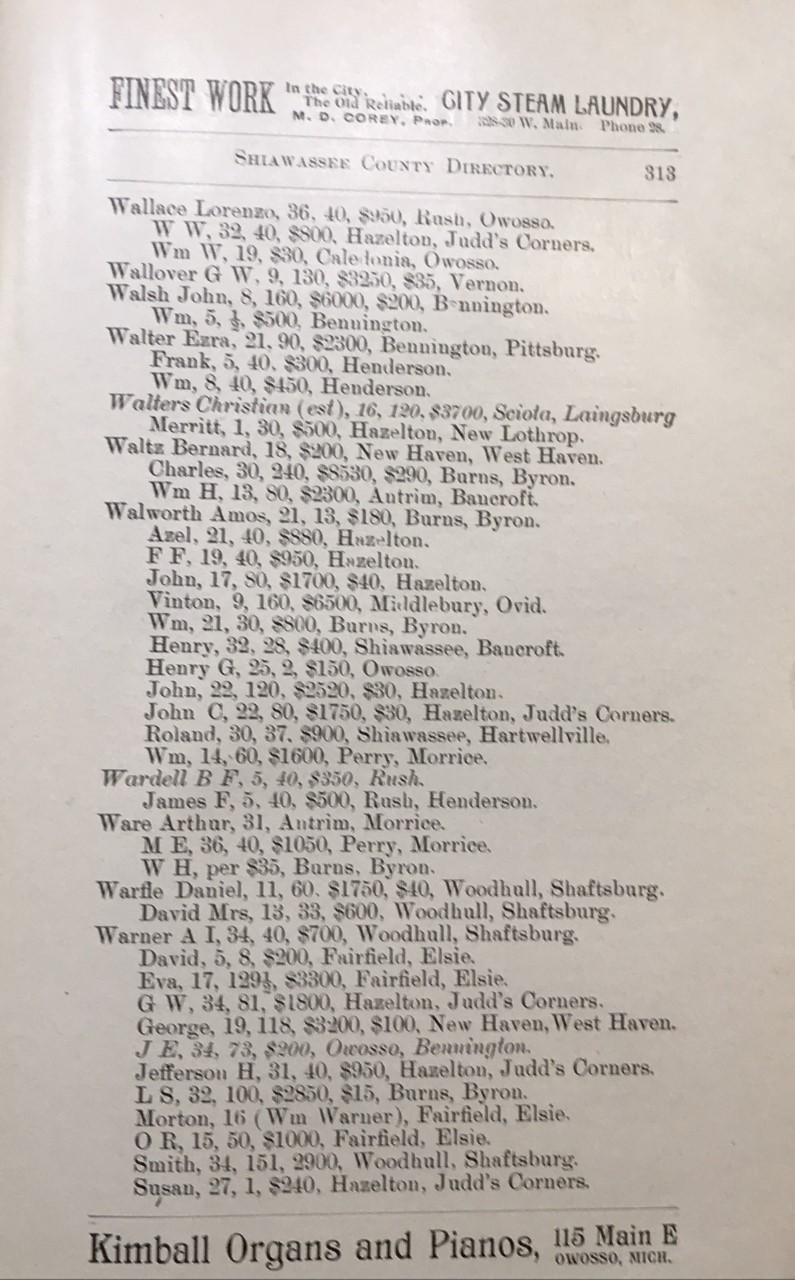 FINEST WORK In the City. The Old Reliable. CITY STEAM LAUNDRY,
M. D. COREY, PROP. 328-30 W. Main. Phone 28.
SHIAWASSEE COUNTY DIRECTORY. 313
Wallace Lorenzo, 36, 40, $950, Rush, Owosso.
W W, 32, 40, $800, Hazelton, Judd's Corners.
Wm W, 19, $30, Caledonia, Owosso.
Wallover G W, 9, 130, $3250, $35, Vernon.
Walsh John, 8, 160, $6000, $200, Bennington.
Wm, 5, ½, $500, Bennington.
Walter Ezra, 21, 90, $2300, Bennington, Pittsburg.
Frank, 5, 40, $300, Henderson.
Wm, 8, 40, $450, Henderson.
Walters Christian (est), 16, 120, $3700, Sciota, Laingsburg
Merritt, 1, 30, $500, Hazelton, New Lothrop.
Waltz Bernard, 18, $200, New Haven, West Haven.
Charles, 30, 240, $8530, $290, Burns, Byron.
Wm H, 13, 80, $2300, Antrim, Bancroft.
Walworth Amos, 21, 13, $180, Burns, Byron.
Azel, 21, 40, $880, Hazelton.
F F, 19, 40, $950, Hazelton.
John, 17, 80, $1700, $40, Hazelton.
Vinton, 9, 160, $6500, Middlebury, Ovid.
Wm, 21, 30, $800, Burns, Byron.
Henry, 32, 28, $400, Shiawassee, Bancroft.
Henry G, 25, 2, $150, Owosso.
John, 22, 120, $2520, $30, Hazelton.
John C, 22, 80, $1750, $30, Hazelton, Judd's Corners.
Roland, 30, 37. $900, Shiawassee, Hartwellville.
Wm, 14, 60, $1600, Perry, Morrice.
Wardell B F, 5, 40, $350, Rush.
James F, 5, 40, $500, Rush, Henderson.
Ware Arthur, 31, Antrim, Morrice.
M E, 36, 40, $1050, Perry, Morrice.
W H, per $35, Burns, Byron.
Warfle Daniel, 11, 60. $1750, $40, Woodhull, Shaftsburg.
David Mrs, 13, 33, $600, Woodhull, Shaftsburg.
Warner A I, 34, 40, $700, Woodhull, Shaftsburg.
David, 5, 8, $200, Fairfield, Elsie.
Eva, 17, 129½, $3300, Fairfield, Elsie.
G W, 34, 81, $1800, Hazelton, Judd's Corners.
George, 19, 118, $3200, $100, New Haven, West Haven.
J E, 34, 73, $200, Owosso, Bennington.
Jefferson H, 31, 40, $950, Hazelton, Judd's Corners.
L S, 32, 100, $2850, $15, Burns, Byron.
Morton, 16 (Wm Warner), Fairfield, Elsie.
O R, 15, 50, $1000, Fairfield, Elsie.
Smith, 34, 151, 2900, Woodhull, Shaftsburg.
Susan, 27, 1, $240, Hazelton, Judd's Corners.
Kimball Organs and Pianos, 115 Main E
OWOSSO, MICH.